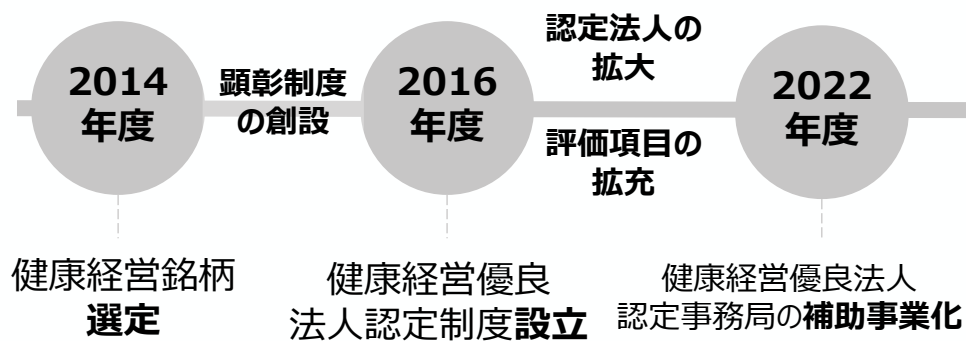 2014
年度
顕彰制度
の創設
2016
年度
認定法人の
拡大
評価項目の
拡充
2022
年度
健康経営銘柄
選定
健康経営優良
法人認定制度設立
健康経営優良法人
認定事務局の補助事業化